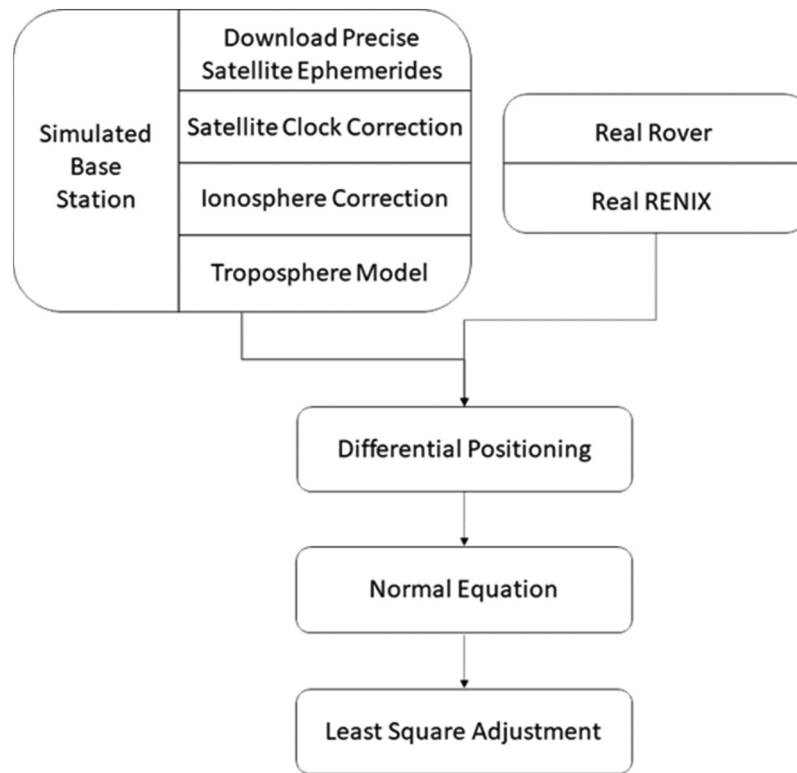 Simulated
Base
Station
Download Precise
Satellite Ephemerides
Satellite Clock Correction
Ionosphere Correction
Troposphere Model
Real Rover
Real RENIX
Differential Positioning
Normal Equation
Least Square Adjustment